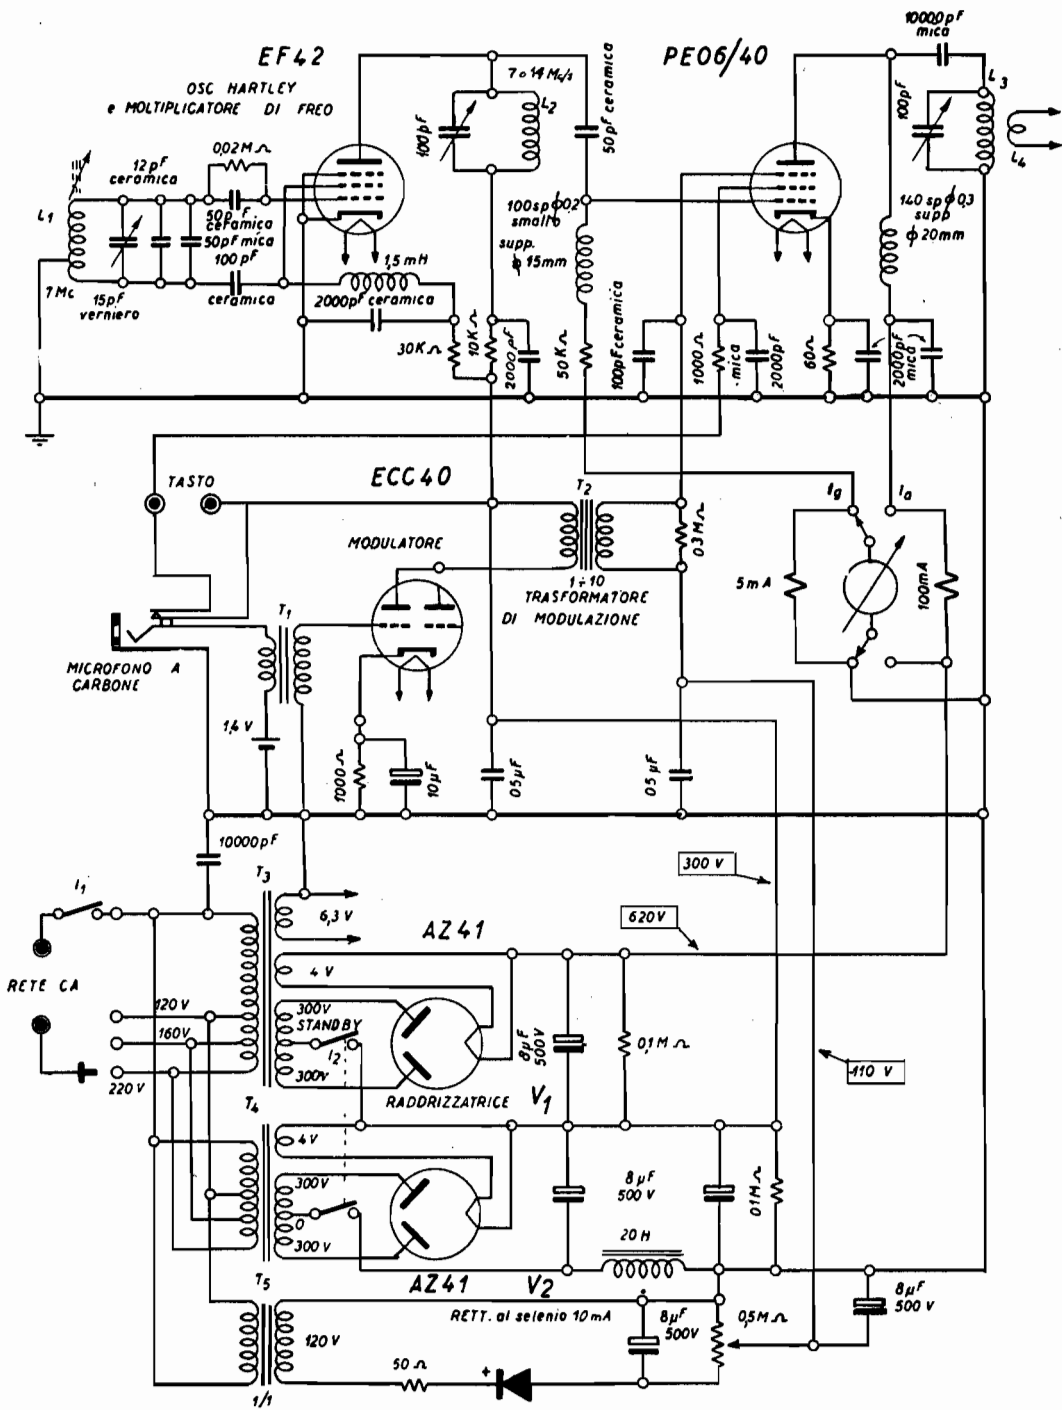 10000 pF
mica
EF42
PE06/40
OSC HARTLEY
e MOLTIPLICATORE DI FREQ
7 o 14 Mc/s
L2
L3
L4
100 pF
50 pF ceramica
100 pF
0,02 M Ω
12 pF
ceramica
50 pF
ceramica
50 pF mica
100 pF
ceramica
L1
7 Mc
15 pF
verniero
1,5 mH
2000 pF ceramica
100 sp ϕ 0,2
smalto
supp.
ϕ 15 mm
140 sp ϕ 0,3
supp
ϕ 20 mm
30 K Ω
10 K Ω
2000 pF
50 K Ω
100 pF ceramica
1000 Ω
mica
2000 pF
60 Ω
2000 pF
mica
TASTO
ECC40
T2
Ig
Ia
MODULATORE
0.3 M Ω
1÷10
TRASFORMATORE
DI MODULAZIONE
5 mA
100 mA
T1
MICROFONO A
CARBONE
1,4 V
1000 Ω
10 µF
0.5 µF
0.5 µF
10000 pF
300 V
I1
T3
6,3 V
AZ41
620 V
RETE CA
4 V
120 V
160 V
220 V
300 V
STANDBY
I2
300 V
8 µF
500 V
0,1 M Ω
-110 V
RADDRIZZATRICE
V1
T4
4 V
300 V
0
300 V
8 µF
500 V
0.1 M Ω
20 H
T5
AZ41
V2
RETT. al selenio 10 mA
8 µF
500 V
0,5 M Ω
8 µF
500 V
120 V
50 Ω
+
1/1